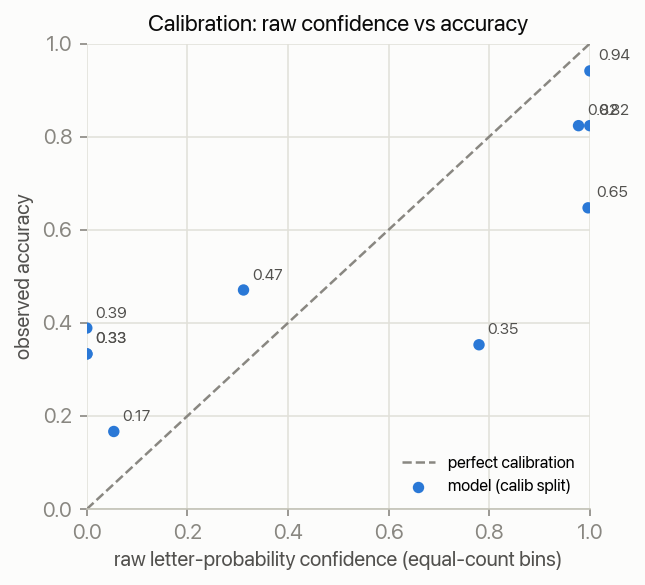 Calibration: raw confidence vs accuracy
1.0
0.94
0.82
0.82
0.8
0.65
0.6
0.47
0.4
0.39
0.33
0.35
0.2
0.17
perfect calibration
model (calib split)
0.0
0.0 0.2 0.4 0.6 0.8 1.0
raw letter-probability confidence (equal-count bins)
observed accuracy